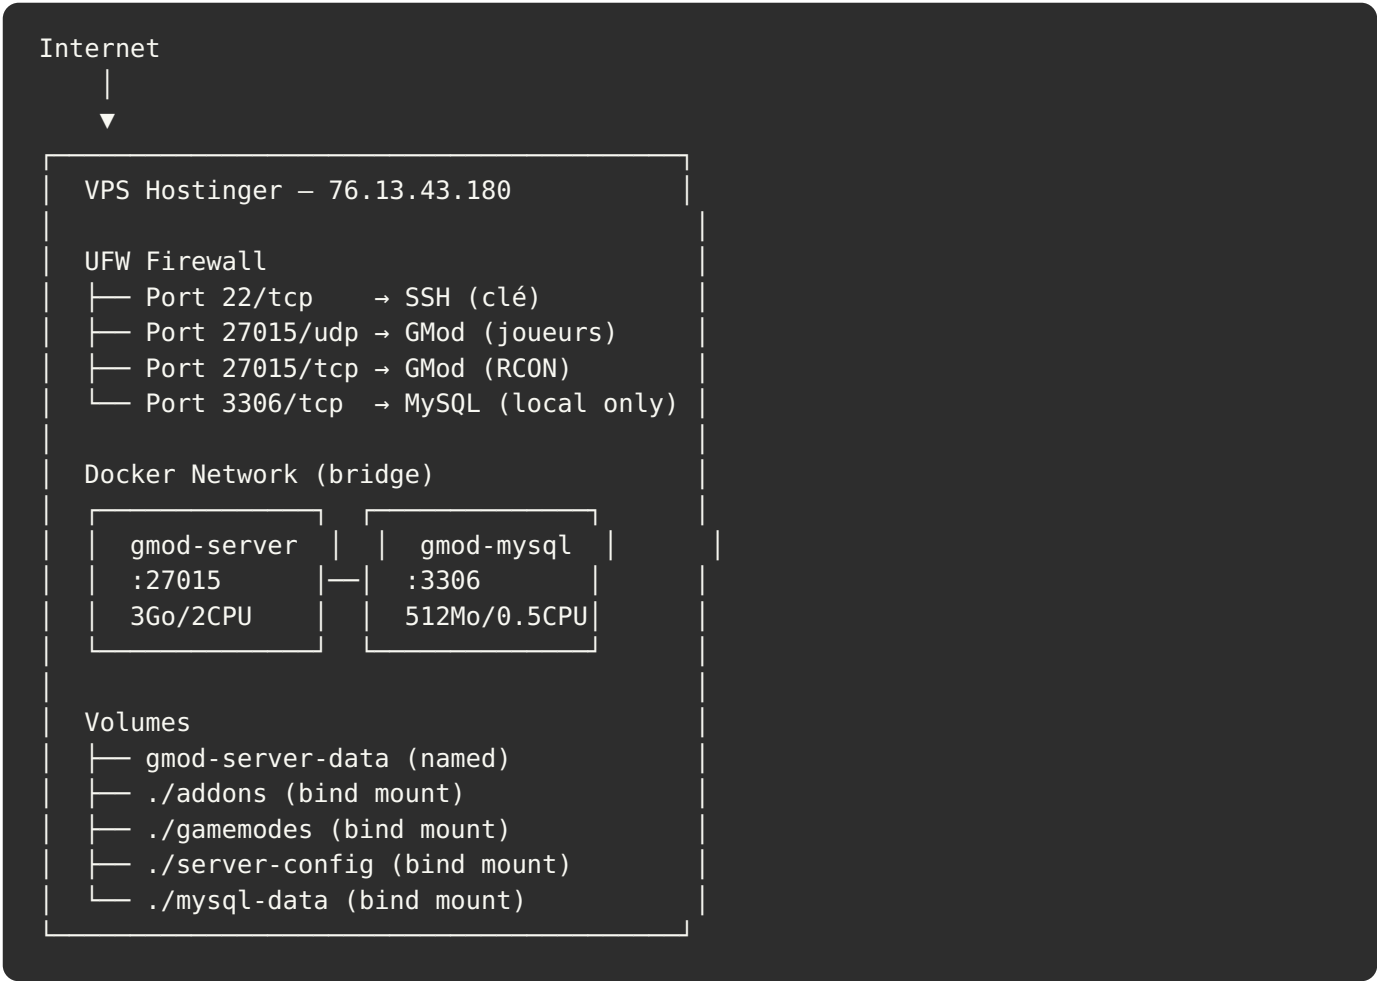 Internet
│
▼
┌─────────────────────────────────────────┐
│  VPS Hostinger — 76.13.43.180           │
│                                          │
│  UFW Firewall                            │
│  ├── Port 22/tcp    → SSH (clé)          │
│  ├── Port 27015/udp → GMod (joueurs)     │
│  ├── Port 27015/tcp → GMod (RCON)        │
│  └── Port 3306/tcp  → MySQL (local only) │
│                                          │
│  Docker Network (bridge)                 │
│  ┌───────────────┐  ┌───────────────┐      │
│  │  gmod-server  │  │  gmod-mysql  │      │
│  │  :27015      │──│  :3306       │      │
│  │  3Go/2CPU    │  │  512Mo/0.5CPU│      │
│  └───────────────┘  └───────────────┘      │
│                                          │
│  Volumes                                 │
│  ├── gmod-server-data (named)            │
│  ├── ./addons (bind mount)               │
│  ├── ./gamemodes (bind mount)            │
│  ├── ./server-config (bind mount)        │
│  └── ./mysql-data (bind mount)           │
└─────────────────────────────────────────┘